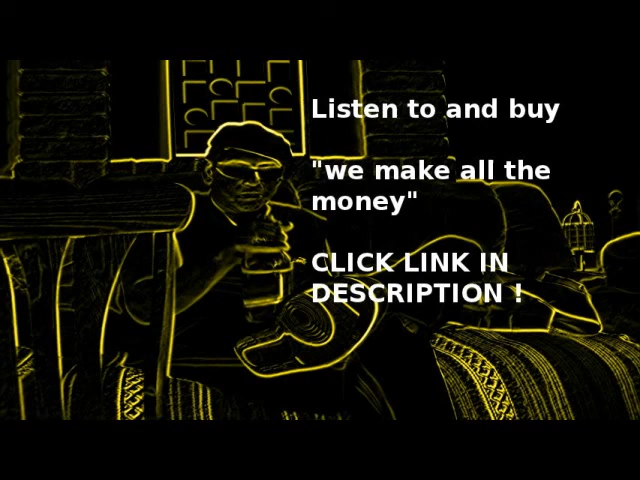 Listen to and buy
"we make all the
money"
CLICK LINK IN
DESCRIPTION !